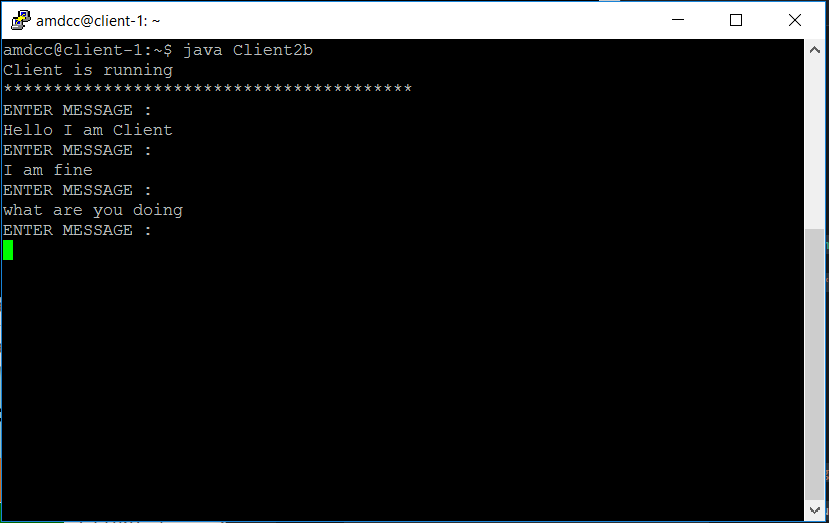 amdcc@client-1: ~
amdcc@client-1:~$ java Client2b
Client is running
*****************************************
ENTER MESSAGE :
Hello I am Client
ENTER MESSAGE :
I am fine
ENTER MESSAGE :
what are you doing
ENTER MESSAGE :